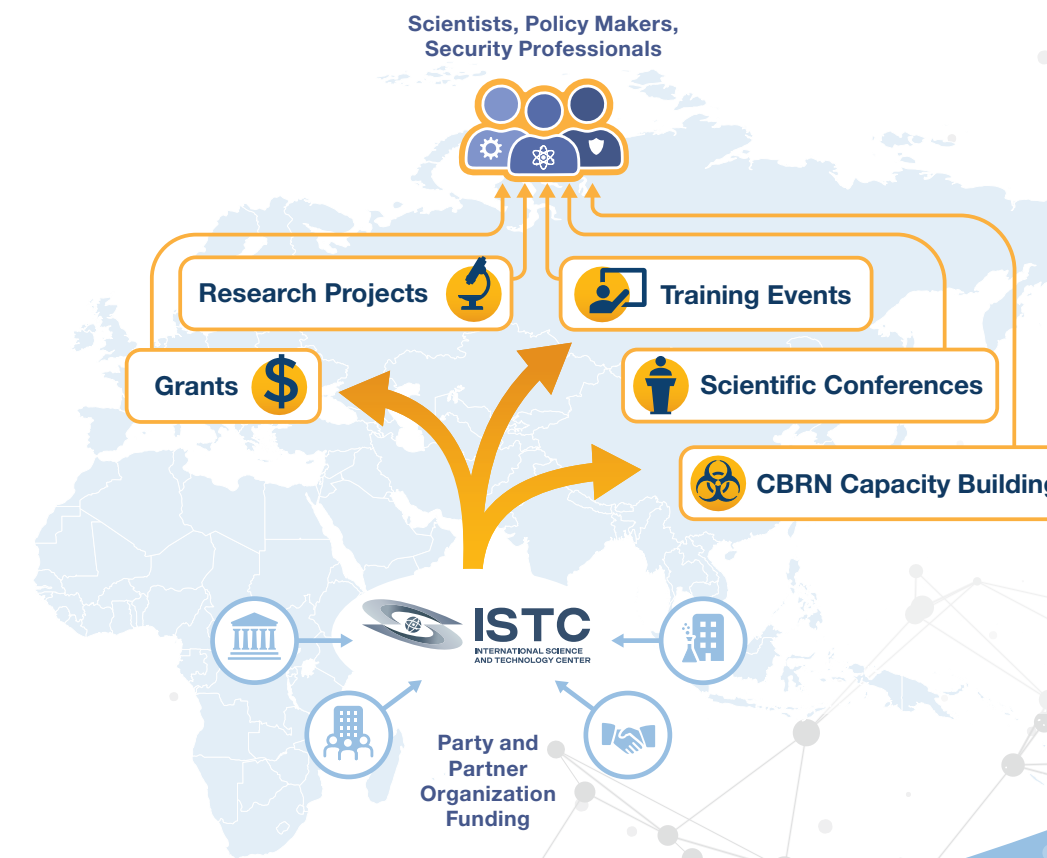 Scientists, Policy Makers,
Security Professionals
Research Projects
Training Events
Grants
$
Scientific Conferences
CBRN Capacity Building
ISTC
INTERNATIONAL SCIENCE
AND TECHNOLOGY CENTER
Party and
Partner
Organization
Funding